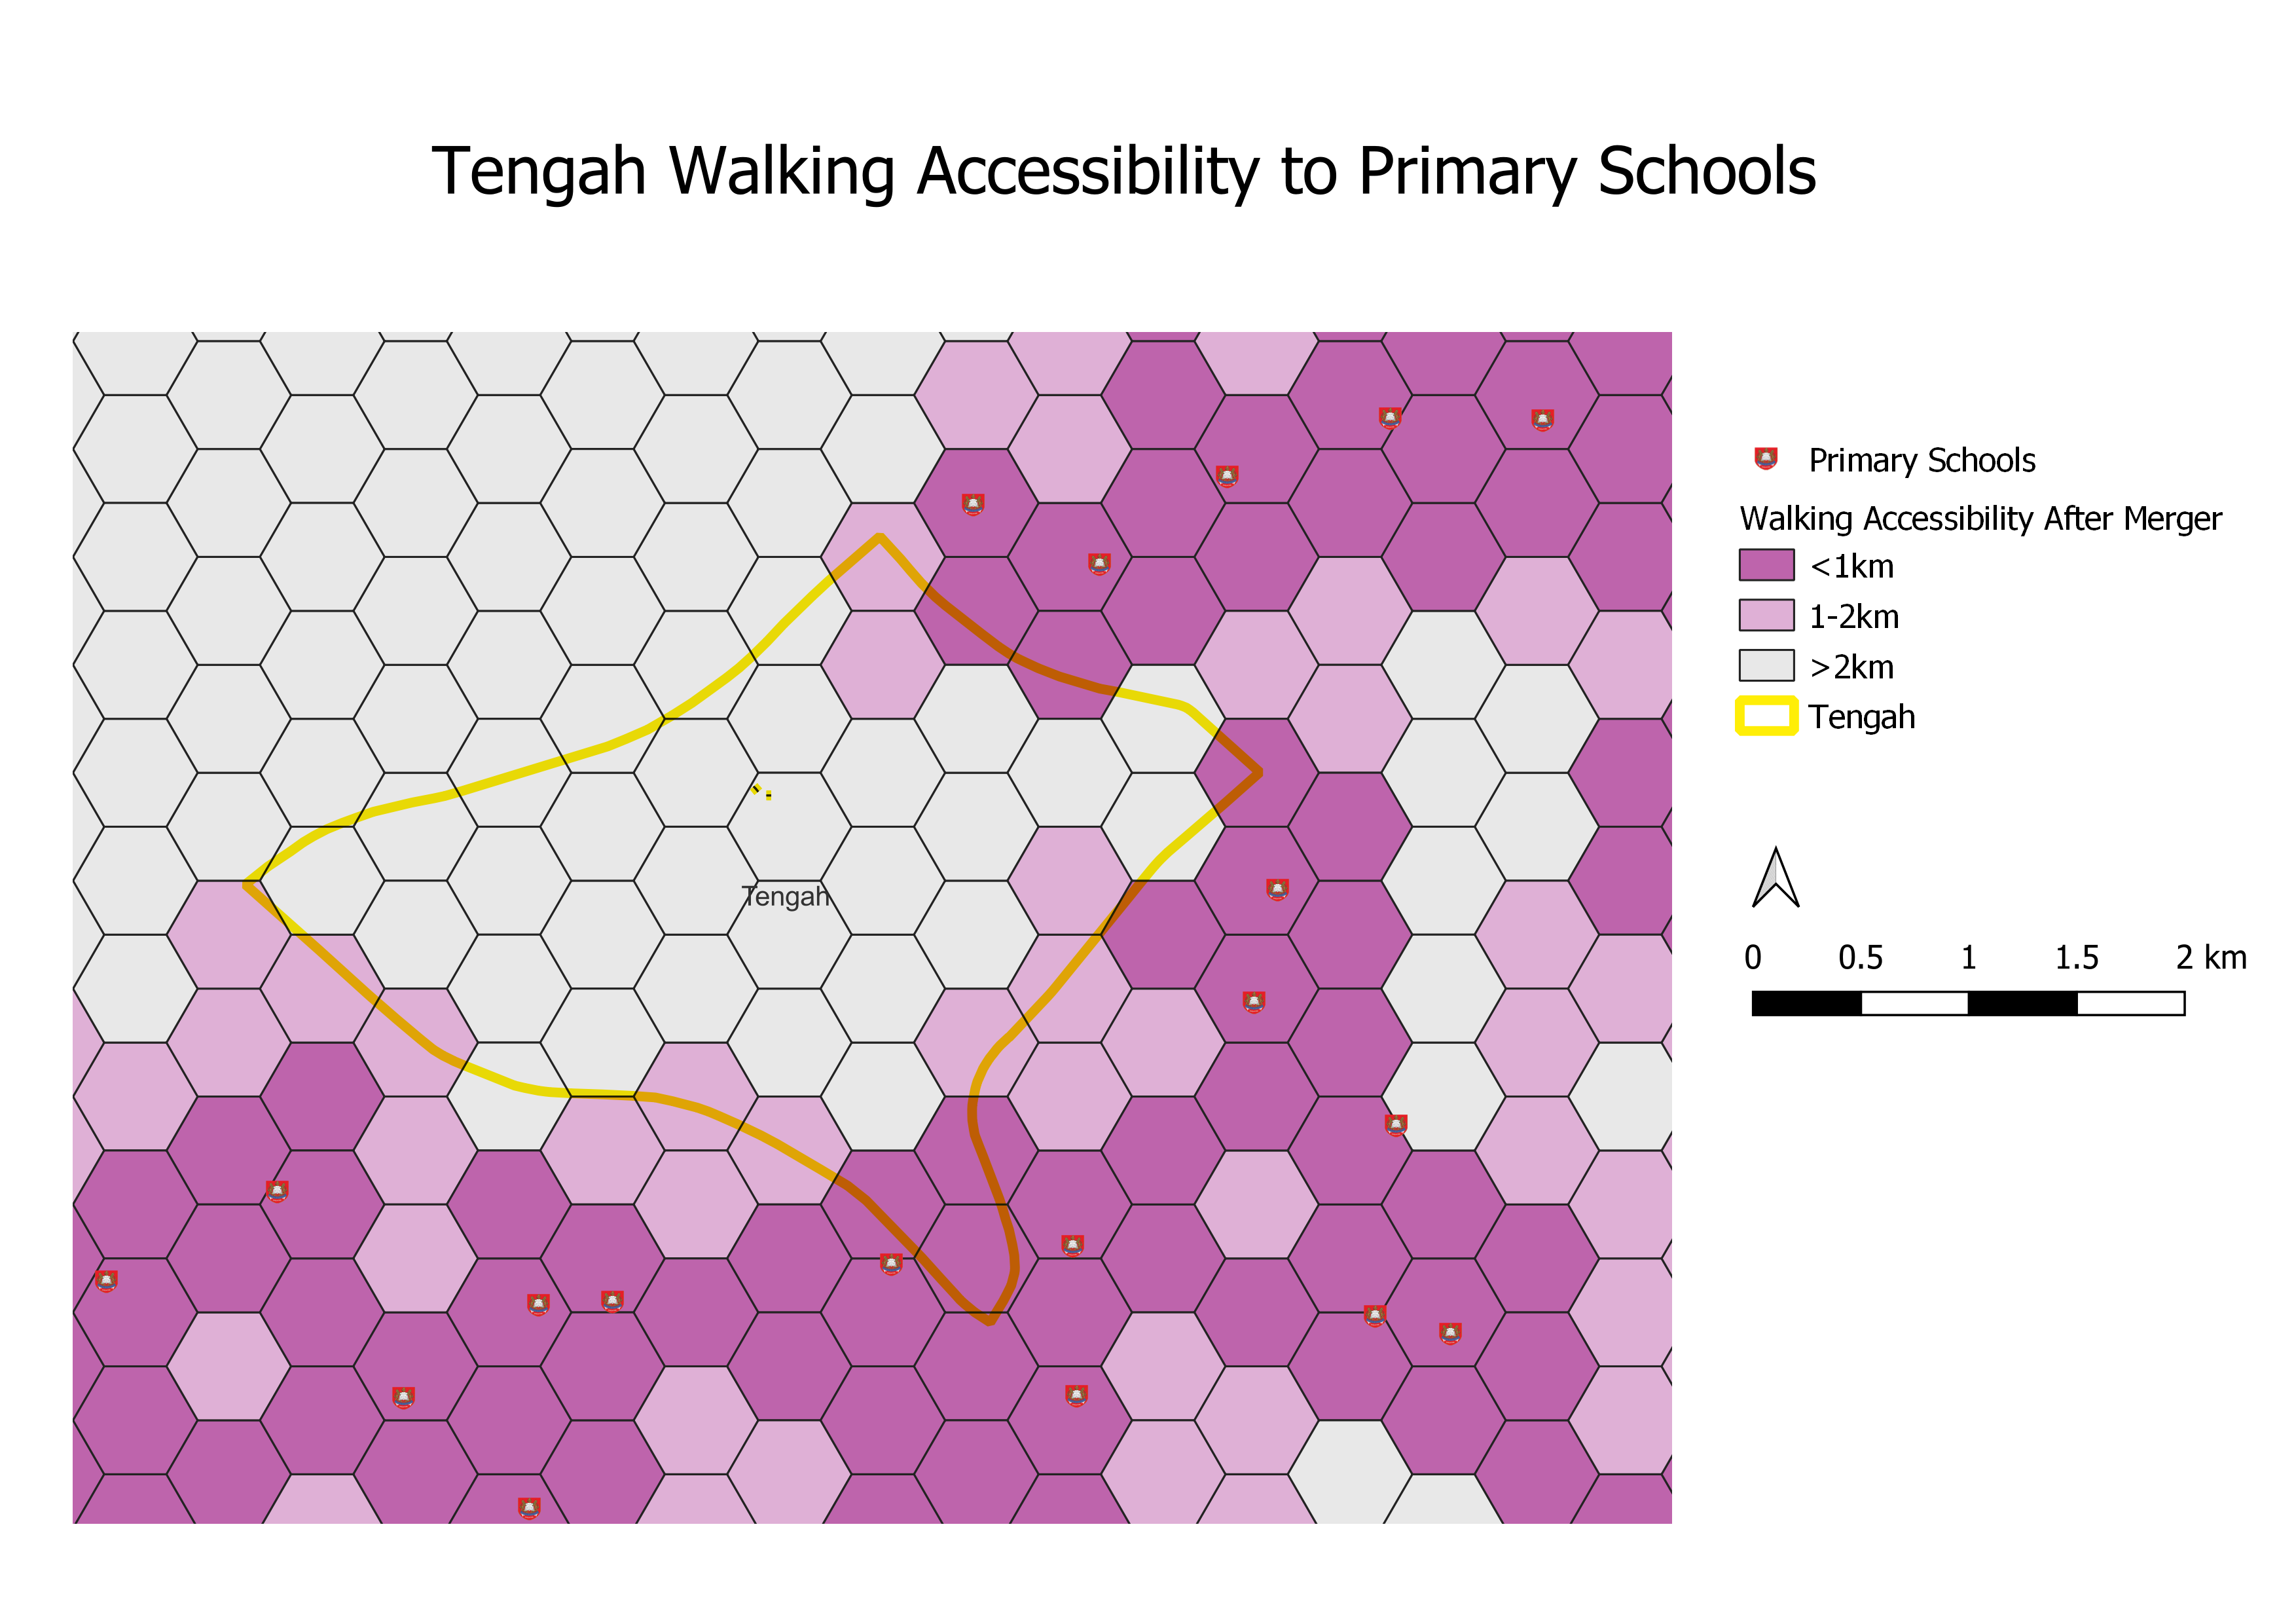 Tengah Walking Accessibility to Primary Schools
Primary Schools
Walking Accessibility After Merger
<1km
1-2km
>2km
Tengah
Tengah
0 0.5 1 1.5 2 km